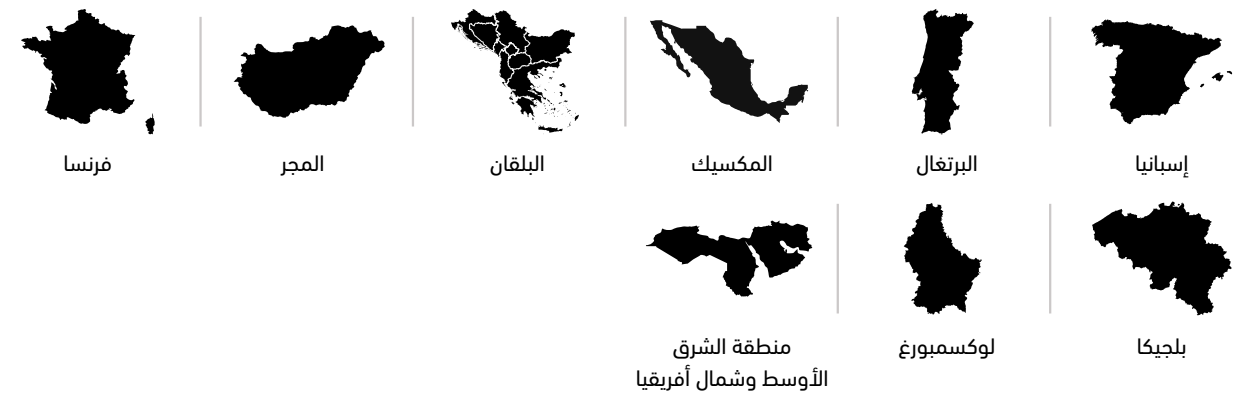 إسبانيا
البرتغال
المكسيك
البلقان
المجر
فرنسا
بلجيكا
لوكسمبورغ
منطقة الشرق
الأوسط وشمال أفريقيا